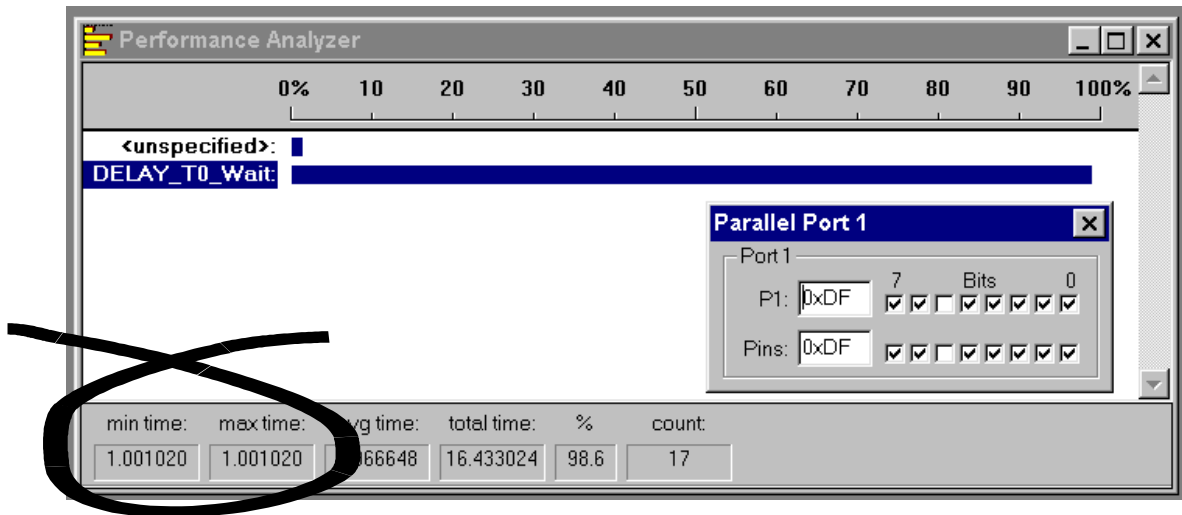 Performance Analyzer
0% 10 20 30 40 50 60 70 80 90 100%
<unspecified>:
DELAY_T0_Wait:
Parallel Port 1
Port 1
7 Bits 0
P1: 0xDF
Pins: 0xDF
min time: max time: time: total time: % count:
1.001020 1.001020 16.433024 98.6 17